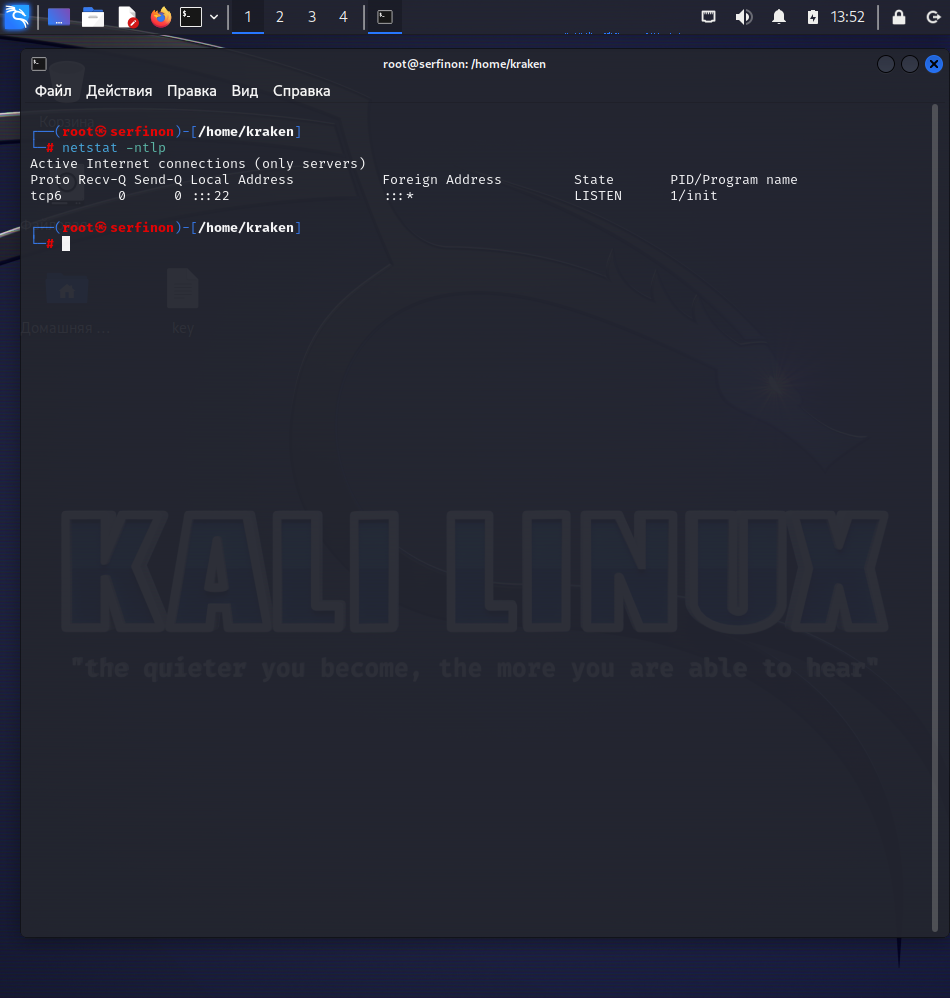 1 2 3 4 13:52
root@serfinon: /home/kraken
Файл Действия Правка Вид Справка
Корзина
┌──(root㉿serfinon)-[/home/kraken]
└─# netstat -ntlp
Active Internet connections (only servers)
Proto Recv-Q Send-Q Local Address Foreign Address State PID/Program name
tcp6 0 0 :::22 :::* LISTEN 1/init
┌──(root㉿serfinon)-[/home/kraken]
└─#
Домашния ... key
KALI LINUX
"the quieter you become, the more you are able to hear"